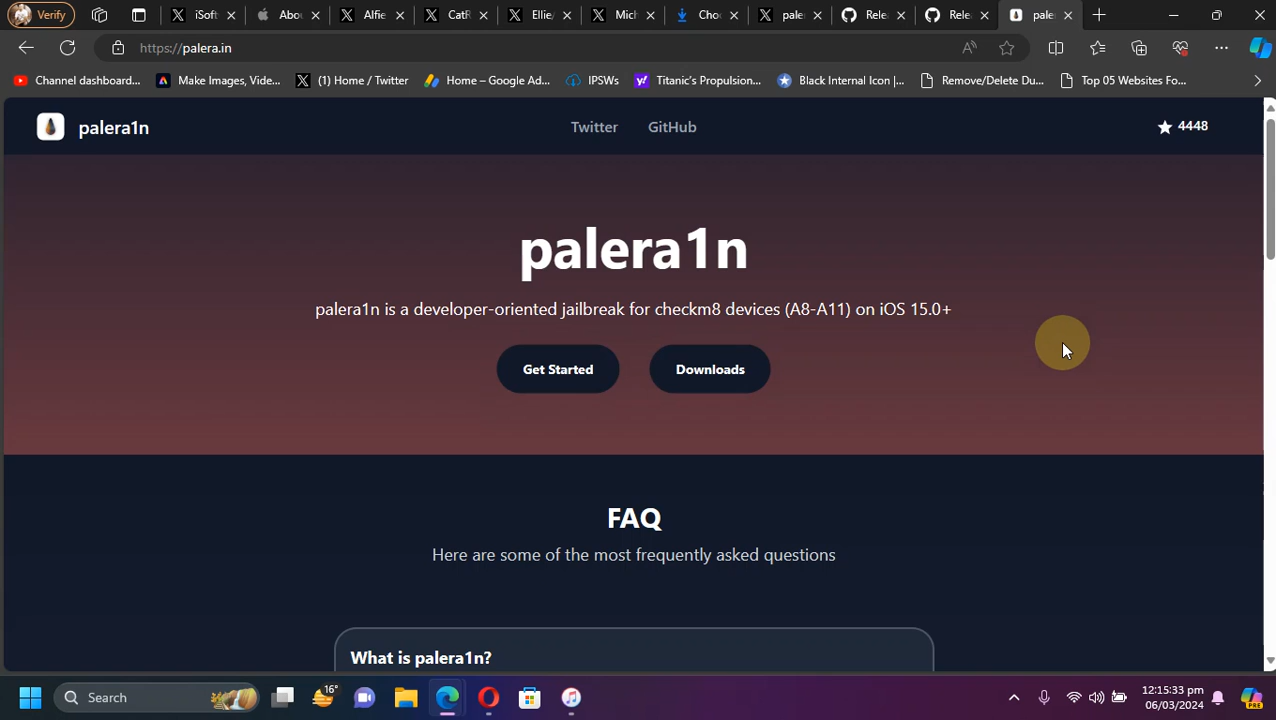 Verify
iSoft
Abo
Alfie
Catu
Ellie/
Mich
Cho
pale
Rele
Rele
pale
https://palera.in
Channel dashboard...
Make Images, Vide...
(1) Home / Twitter
Home – Google Ad...
IPSWs
Titanic's Propulsion...
Black Internal Icon |...
Remove/Delete Du...
Top 05 Websites Fo...
palera1n
Twitter
GitHub
4448
palera1n
palera1n is a developer-oriented jailbreak for checkm8 devices (A8-A11) on iOS 15.0+
Get Started
Downloads
FAQ
Here are some of the most frequently asked questions
What is palera1n?
Search
16°
12:15:33 pm
06/03/2024
PRE